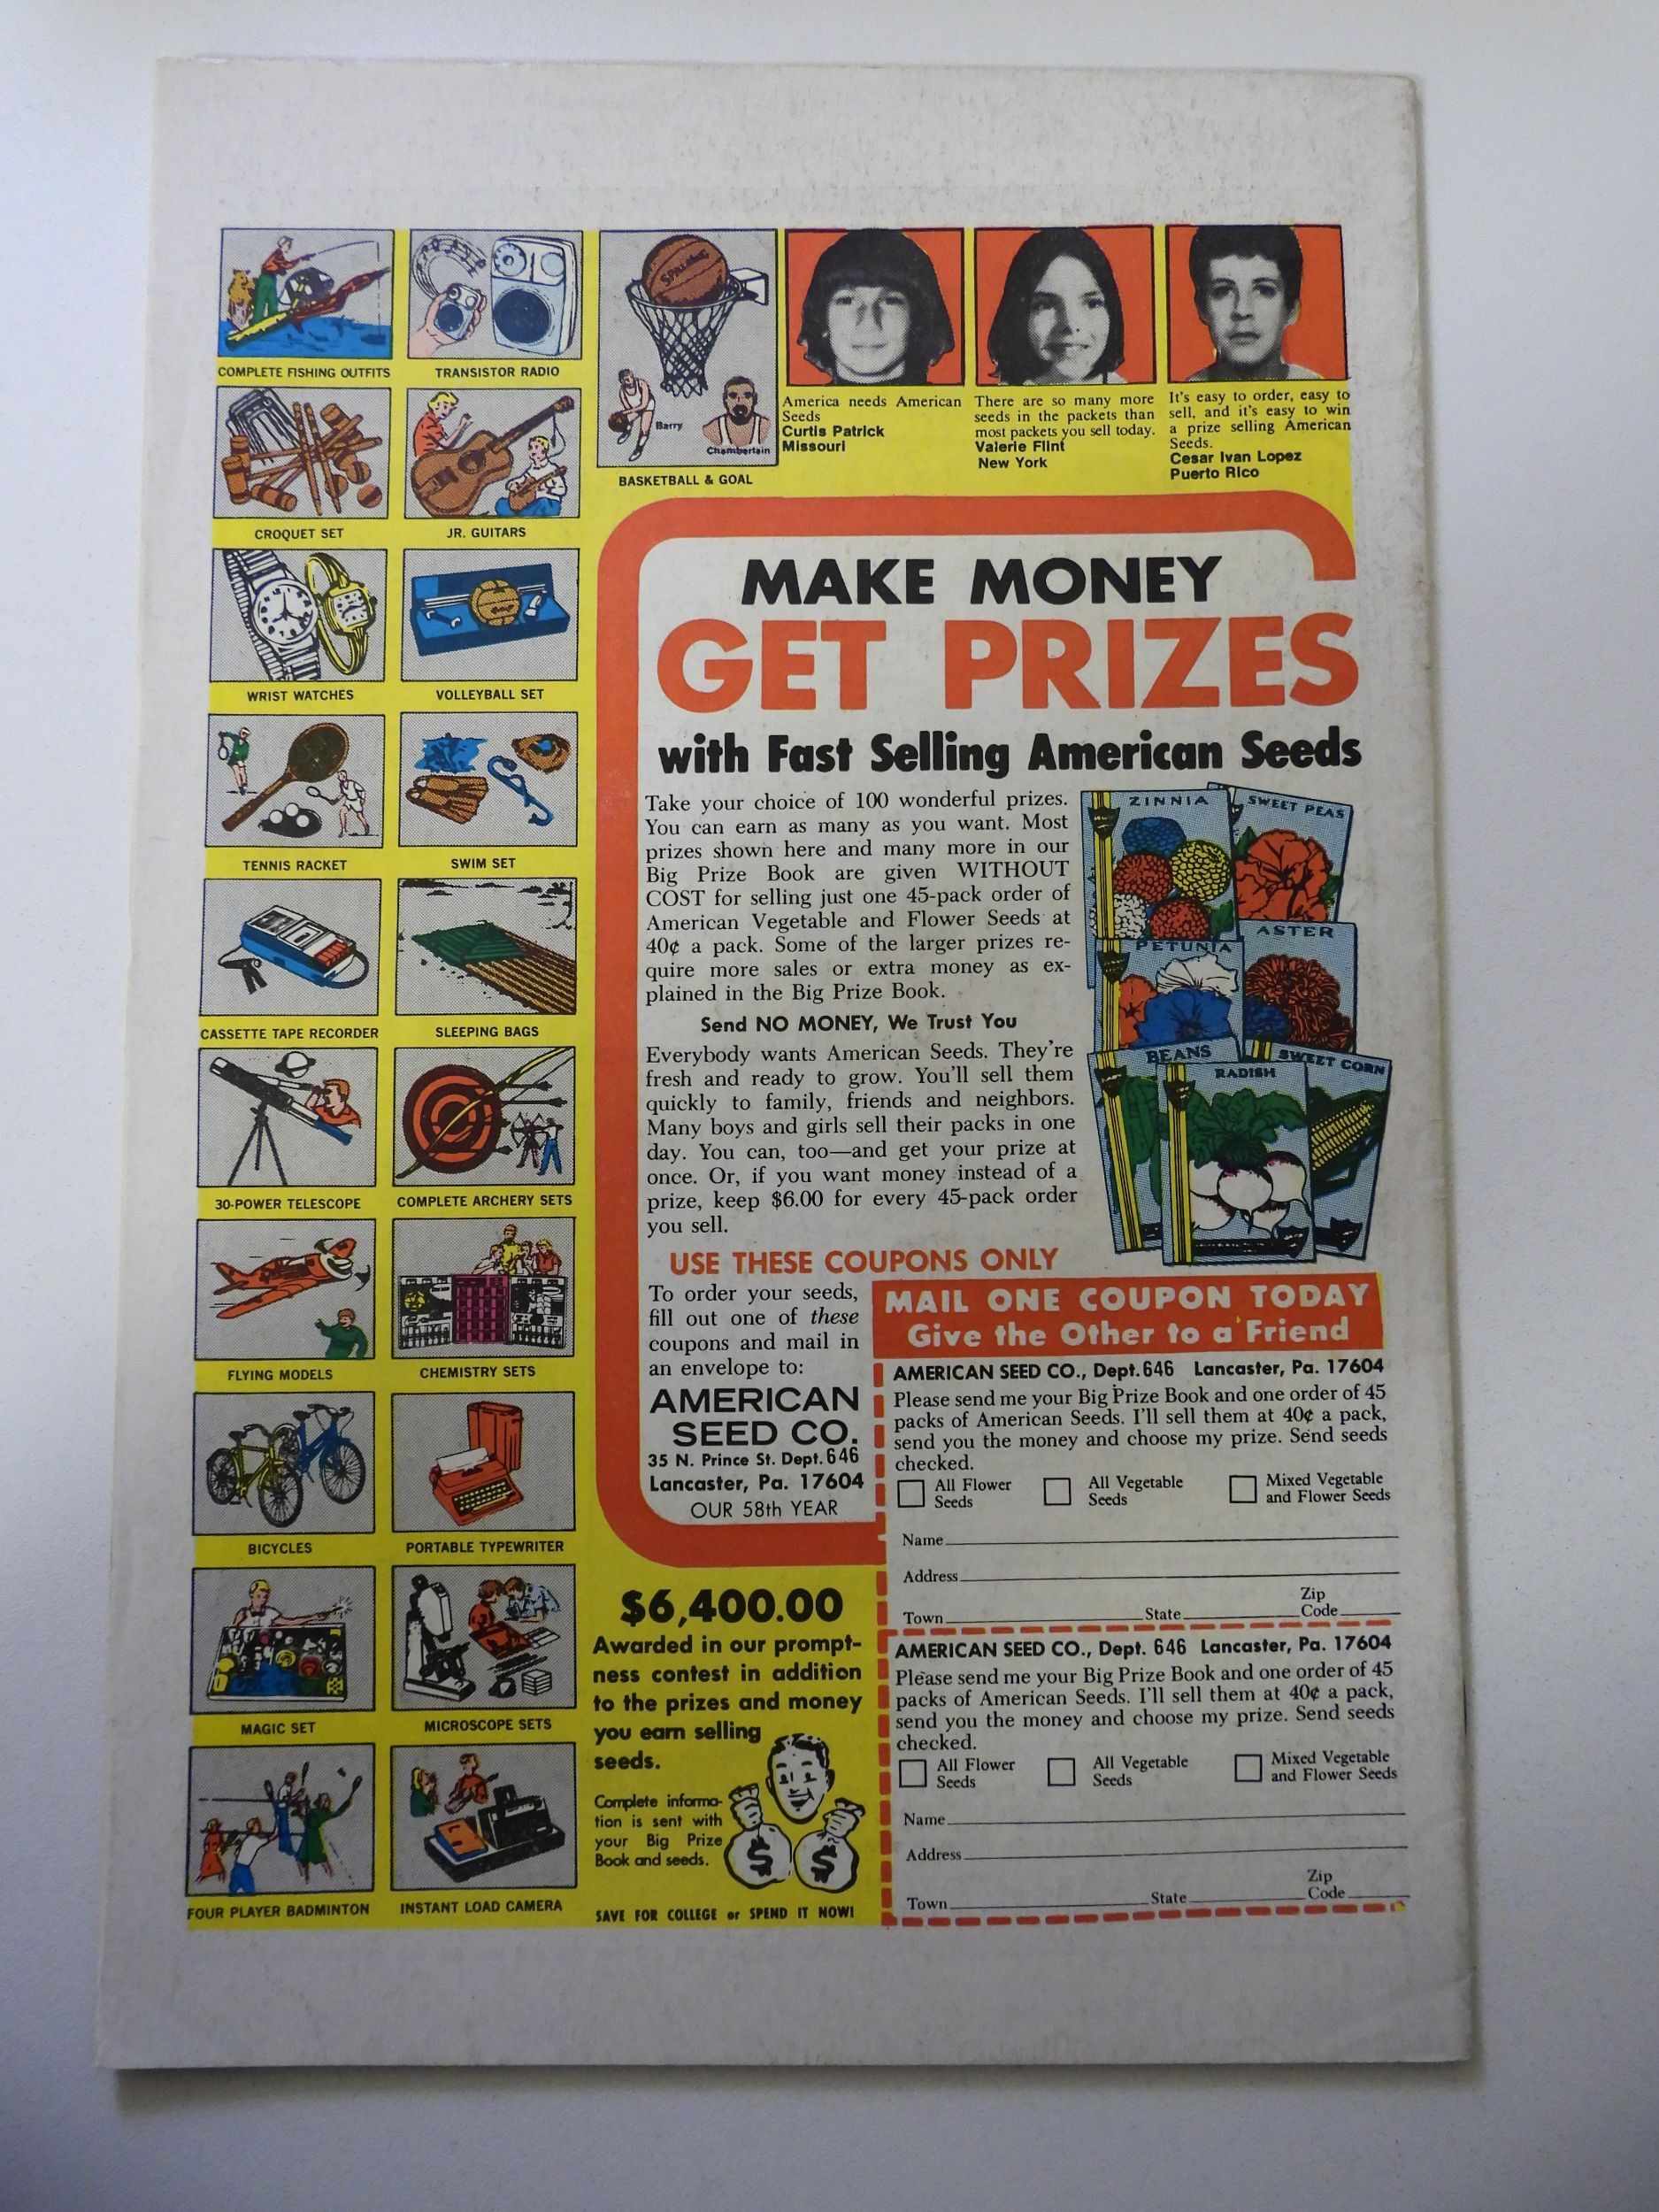 COMPLETE FISHING OUTFITS
TRANSISTOR RADIO
CROQUET SET
JR. GUITARS
WRIST WATCHES
VOLLEYBALL SET
TENNIS RACKET
SWIM SET
CASSETTE TAPE RECORDER
SLEEPING BAGS
30-POWER TELESCOPE
COMPLETE ARCHERY SETS
FLYING MODELS
CHEMISTRY SETS
BICYCLES
PORTABLE TYPEWRITER
MAGIC SET
MICROSCOPE SETS
FOUR PLAYER BADMINTON
INSTANT LOAD CAMERA
SPALDING
Barry
Chamberlain
BASKETBALL & GOAL
America needs American
Seeds
Curtis Patrick
Missouri
There are so many more
seeds in the packets than
most packets you sell today.
Valerie Flint
New York
It's easy to order, easy to
sell, and it's easy to win
a prize selling American
Seeds.
Cesar Ivan Lopez
Puerto Rico
MAKE MONEY
GET PRIZES
with Fast Selling American Seeds
Take your choice of 100 wonderful prizes.
You can earn as many as you want. Most
prizes shown here and many more in our
Big Prize Book are given WITHOUT
COST for selling just one 45-pack order of
American Vegetable and Flower Seeds at
40¢ a pack. Some of the larger prizes re-
quire more sales or extra money as ex-
plained in the Big Prize Book.
Send NO MONEY, We Trust You
Everybody wants American Seeds. They're
fresh and ready to grow. You'll sell them
quickly to family, friends and neighbors.
Many boys and girls sell their packs in one
day. You can, too—and get your prize at
once. Or, if you want money instead of a
prize, keep $6.00 for every 45-pack order
you sell.
ZINNIA
SWEET PEAS
PETUNIA
ASTER
BEANS
RADISH
SWEET CORN
USE THESE COUPONS ONLY
To order your seeds,
fill out one of these
coupons and mail in
an envelope to:
AMERICAN
SEED CO.
35 N. Prince St. Dept. 646
Lancaster, Pa. 17604
OUR 58th YEAR
$6,400.00
Awarded in our prompt-
ness contest in addition
to the prizes and money
you earn selling
seeds.
Complete informa-
tion is sent with
your Big Prize
Book and seeds.
$ $
SAVE FOR COLLEGE or SPEND IT NOW!
MAIL ONE COUPON TODAY
Give the Other to a Friend
AMERICAN SEED CO., Dept. 646 Lancaster, Pa. 17604
Please send me your Big Prize Book and one order of 45
packs of American Seeds. I'll sell them at 40¢ a pack,
send you the money and choose my prize. Send seeds
checked.
All Flower Seeds
All Vegetable Seeds
Mixed Vegetable and Flower Seeds
Name
Address
Town State Zip Code
AMERICAN SEED CO., Dept. 646 Lancaster, Pa. 17604
Please send me your Big Prize Book and one order of 45
packs of American Seeds. I'll sell them at 40¢ a pack,
send you the money and choose my prize. Send seeds
checked.
All Flower Seeds
All Vegetable Seeds
Mixed Vegetable and Flower Seeds
Name
Address
Town State Zip Code